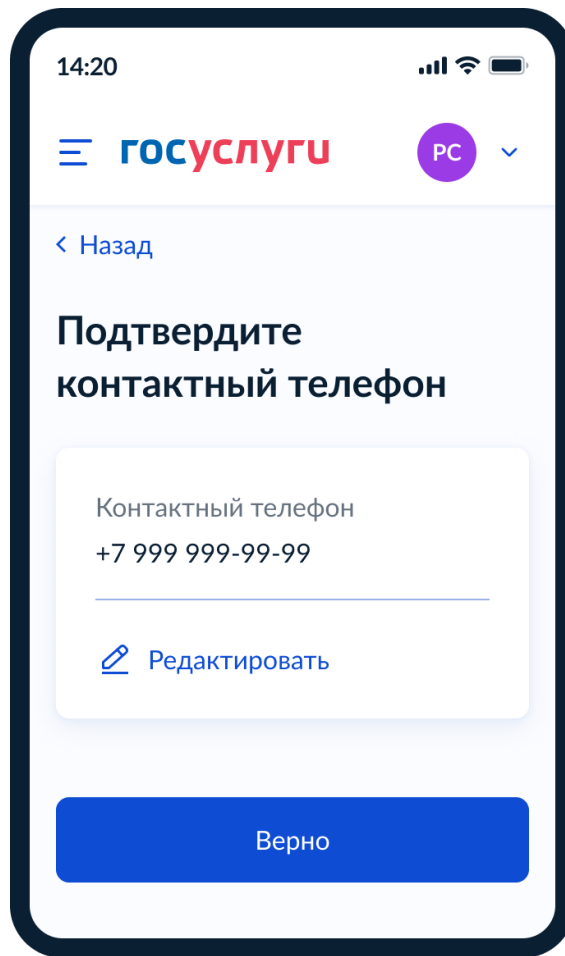 14:20
госуслуги
РС
Назад
Подтвердите
контактный телефон
Контактный телефон
+7 999 999-99-99
Редактировать
Верно